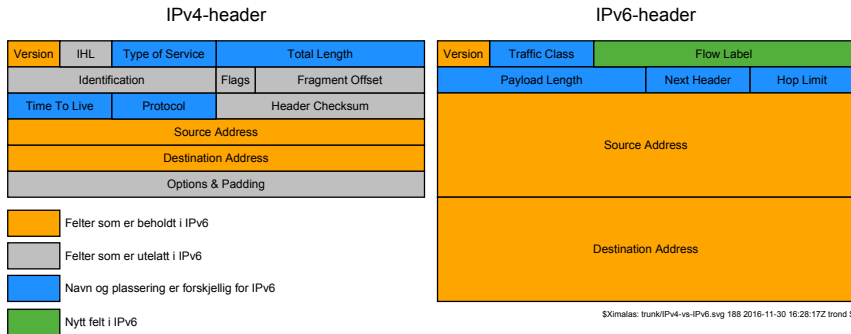 IPv4-header
Version IHL Type of Service Total Length
Identification Flags Fragment Offset
Time To Live Protocol Header Checksum
Source Address
Destination Address
Options & Padding
Felter som er beholdt i IPv6
Felter som er utelatt i IPv6
Navn og plassering er forskjellig for IPv6
Nytt felt i IPv6
IPv6-header
Version Traffic Class Flow Label
Payload Length Next Header Hop Limit
Source Address
Destination Address
$Ximalas: trunk/IPv4-vs-IPv6.svg 188 2016-11-30 16:28:17Z trond $